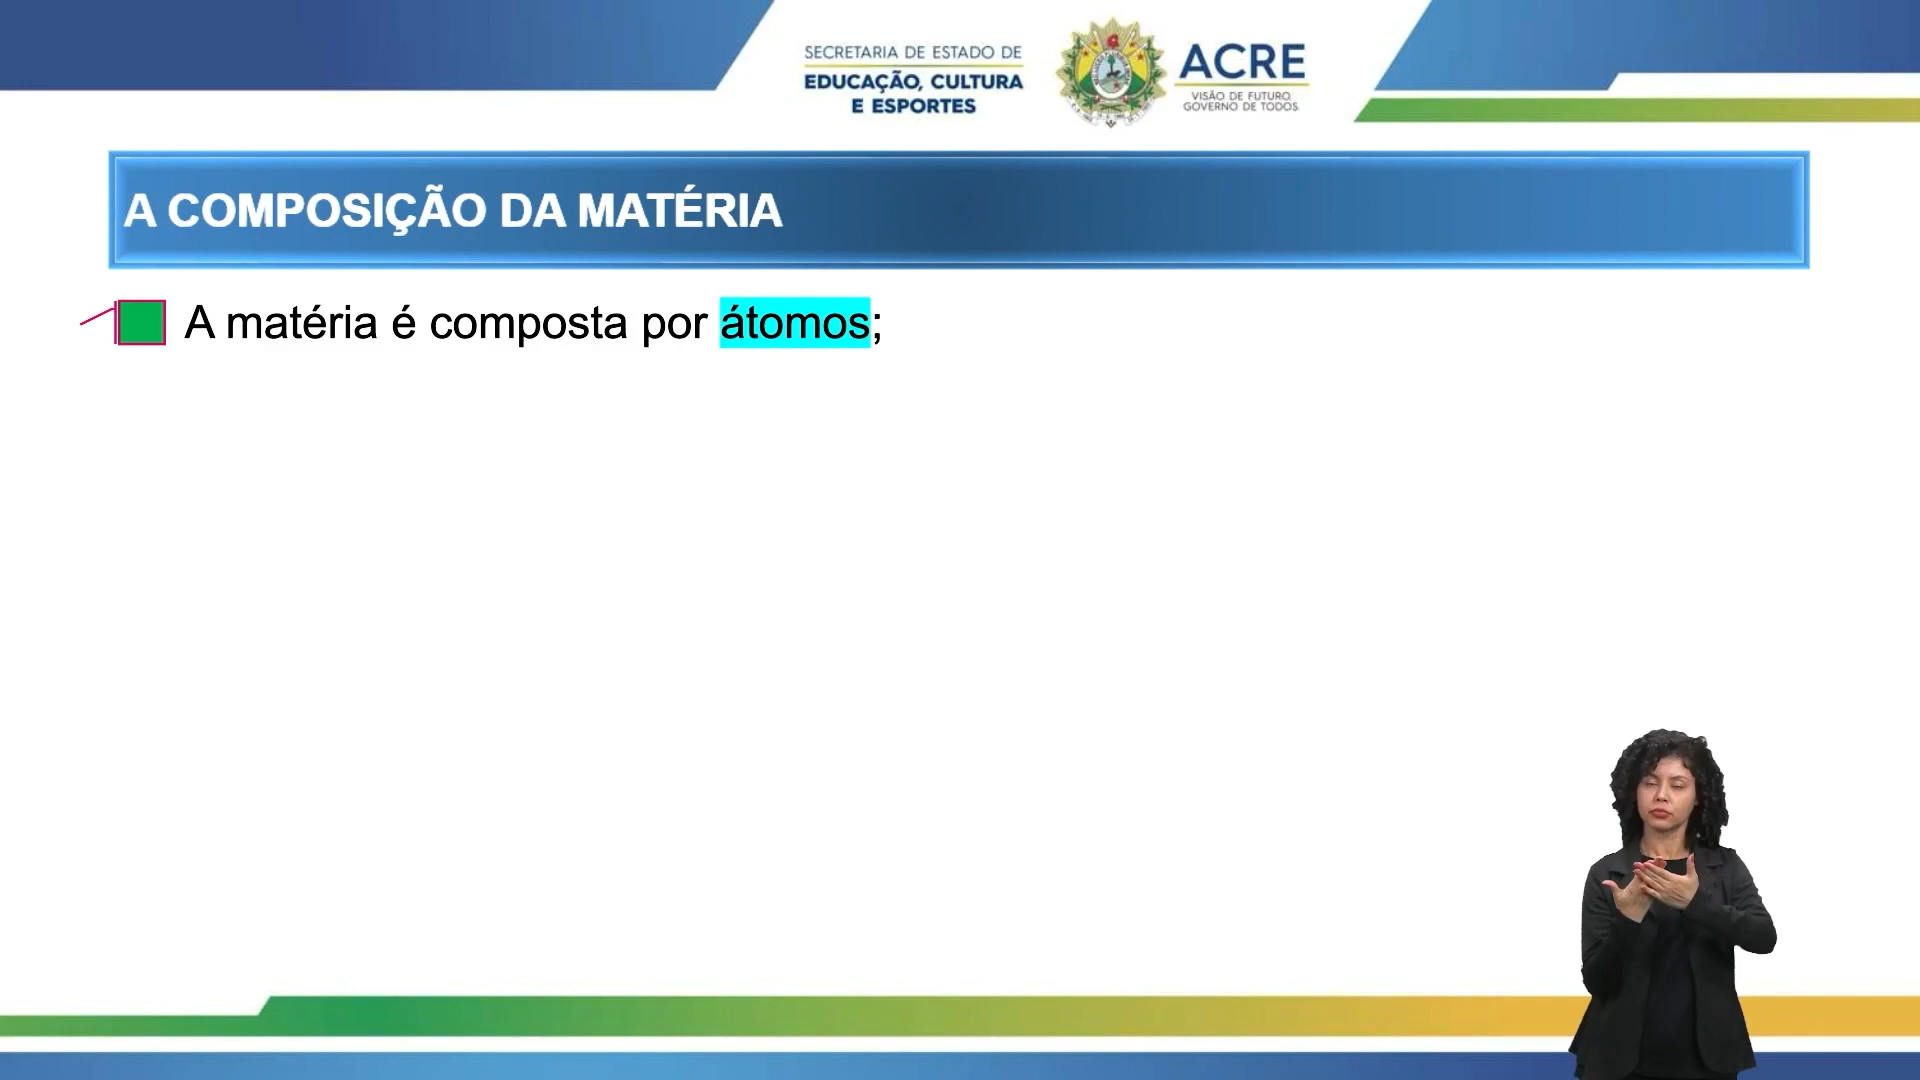 SECRETARIA DE ESTADO DE
EDUCAÇÃO, CULTURA
E ESPORTES
ACRE
VISÃO DE FUTURO.
GOVERNO DE TODOS.
A COMPOSIÇÃO DA MATÉRIA
A matéria é composta por átomos;